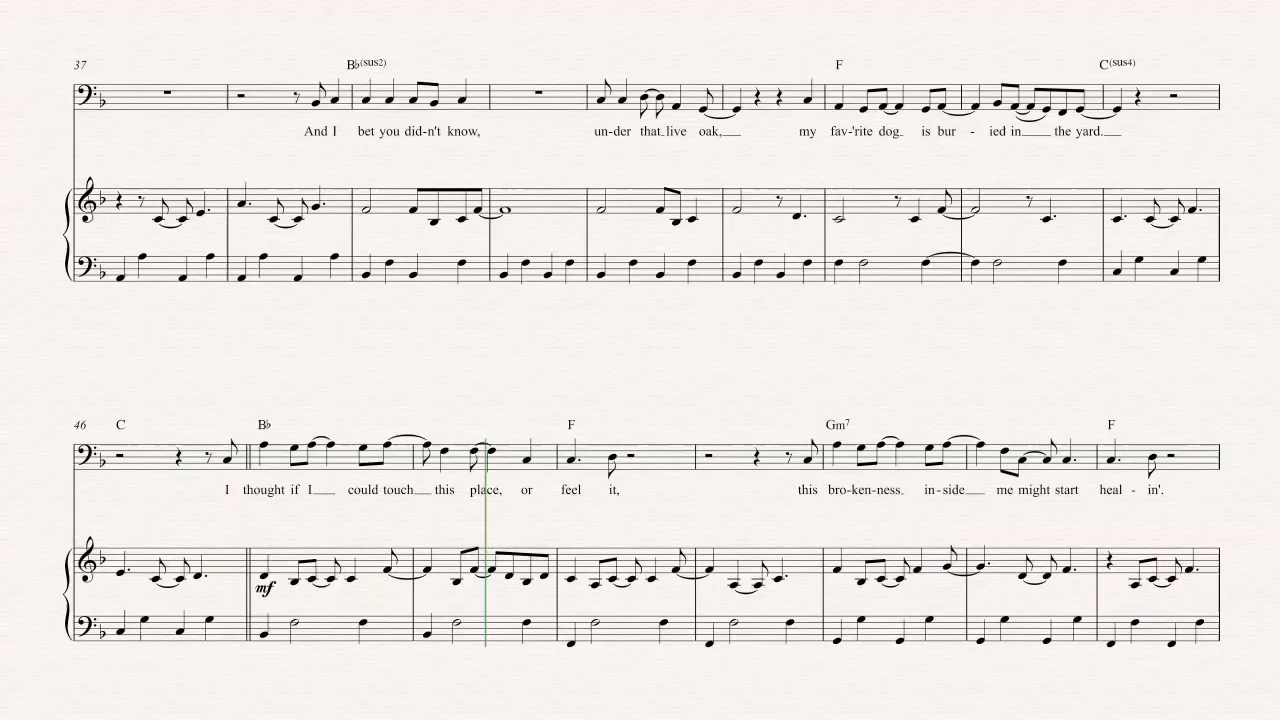 37 B♭(sus2) F C(sus4)
And I bet you did-n't know, un-der that live oak, my fav-'rite dog is bur - ied in the yard.
46 C B♭ F Gm7 F
I thought if I could touch this place, or feel it, this bro-ken-ness in-side me might start heal - in'.
mf